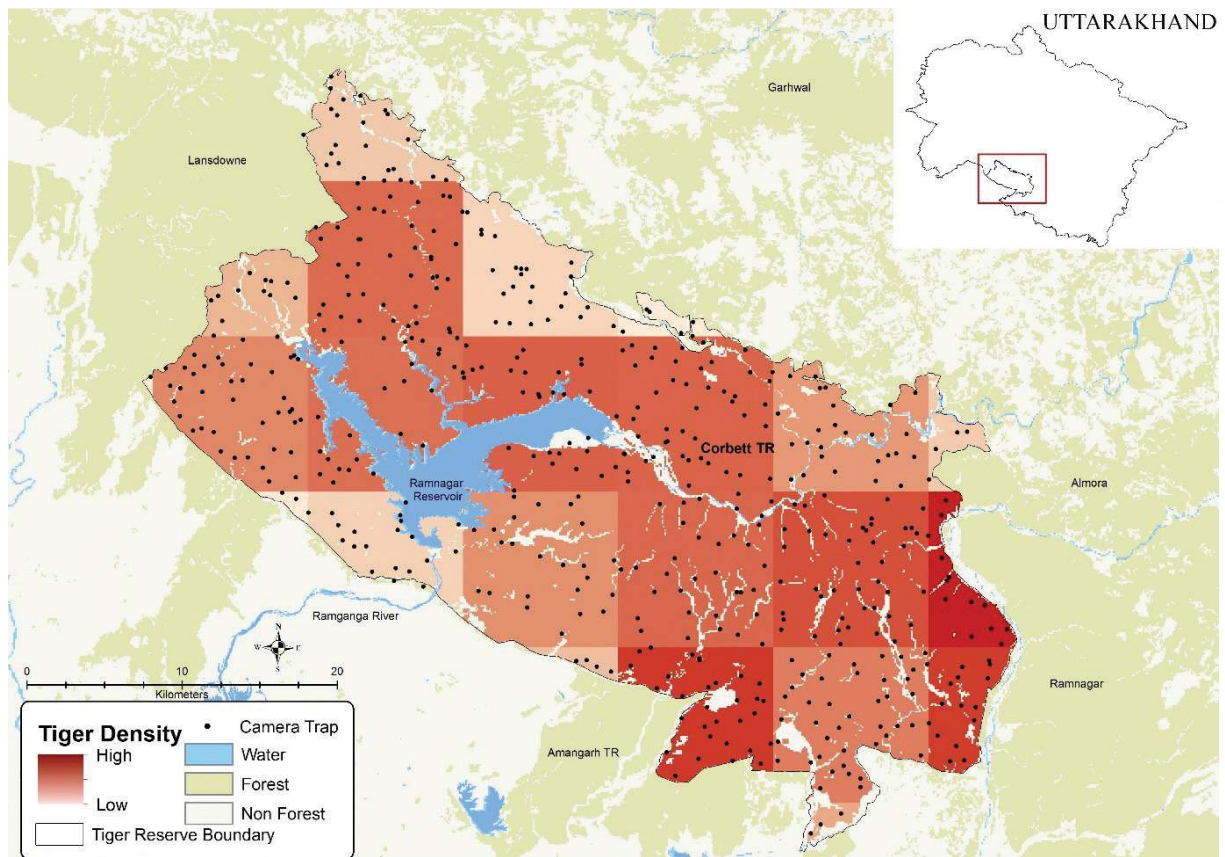 UTTARAKHAND
Garhwal
Lansdowne
Corbett TR
Ramnagar
Reservoir
Almora
Ramganga River
N
W
E
S
0 10 20
Kilometers
Ramnagar
Amangarh TR
Tiger Density
High
Low
Camera Trap
Water
Forest
Non Forest
Tiger Reserve Boundary